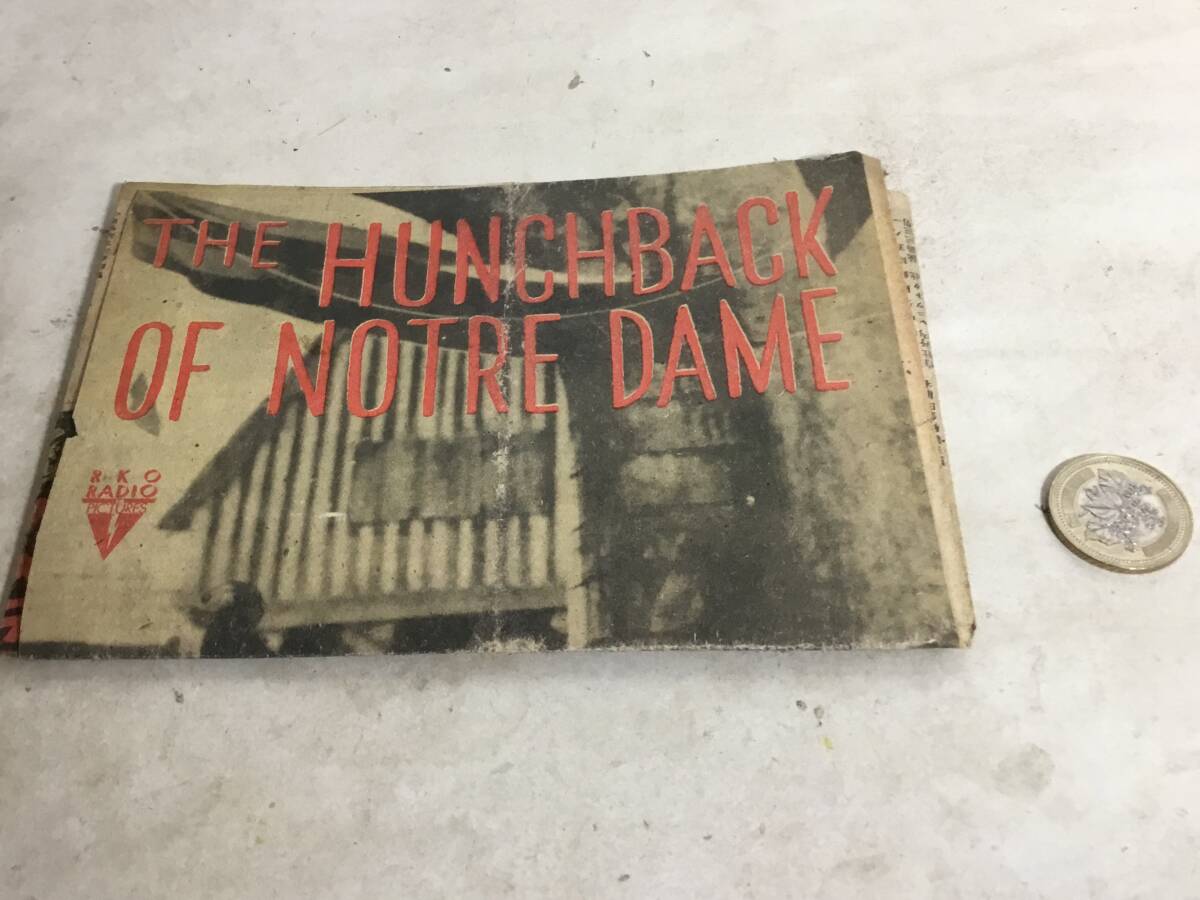 THE HUNCHBACK
OF NOTRE DAME
RKO
RADIO
PICTURES